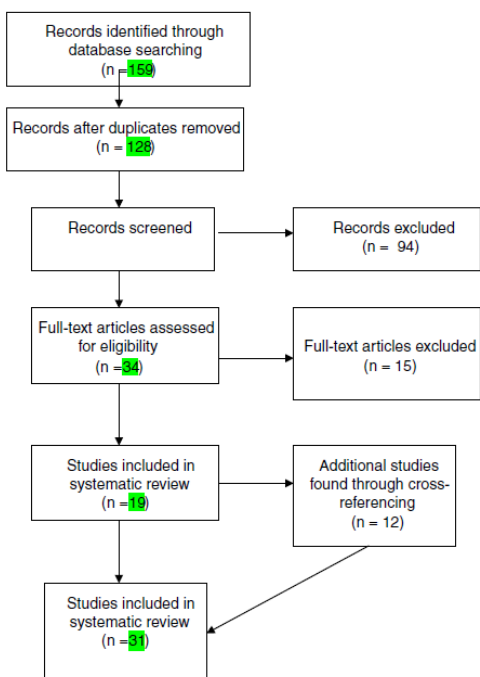 Records identified through
database searching
(n =159)
Records after duplicates removed
(n = 128)
Records screened
Records excluded
(n = 94)
Full-text articles assessed
for eligibility
(n =34)
Full-text articles excluded
(n = 15)
Studies included in
systematic review
(n =19)
Additional studies
found through cross-
referencing
(n = 12)
Studies included in
systematic review
(n =31)